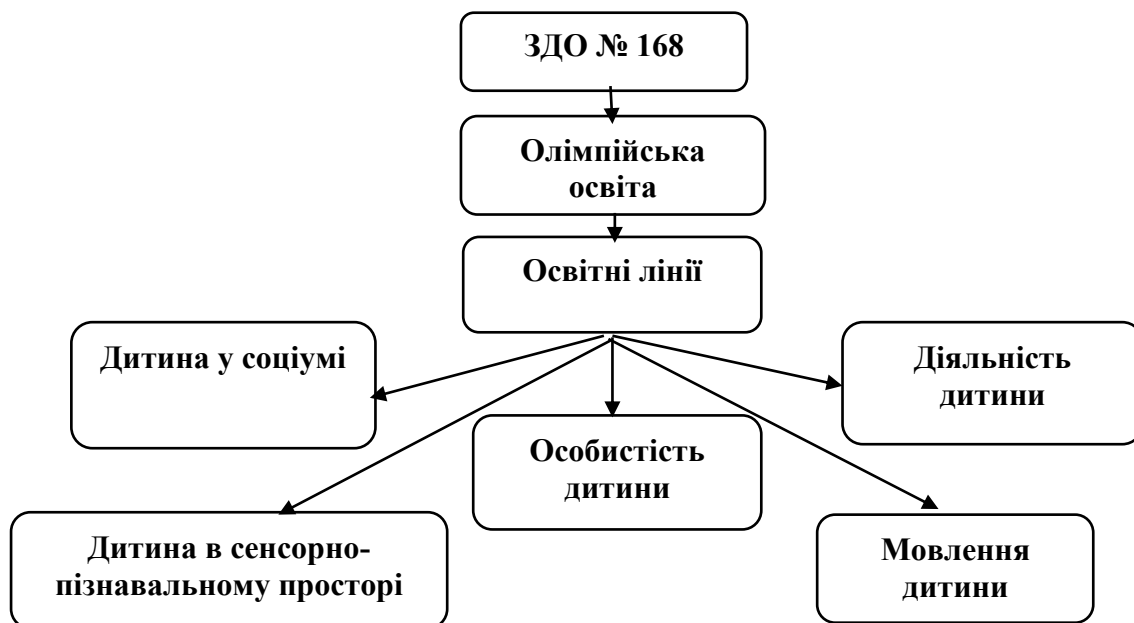 ЗДО № 168
Олімпійська
освіта
Освітні лінії
Дитина у соціумі
Діяльність
дитини
Особистість
дитини
Дитина в сенсорно-
пізнавальному просторі
Мовлення
дитини